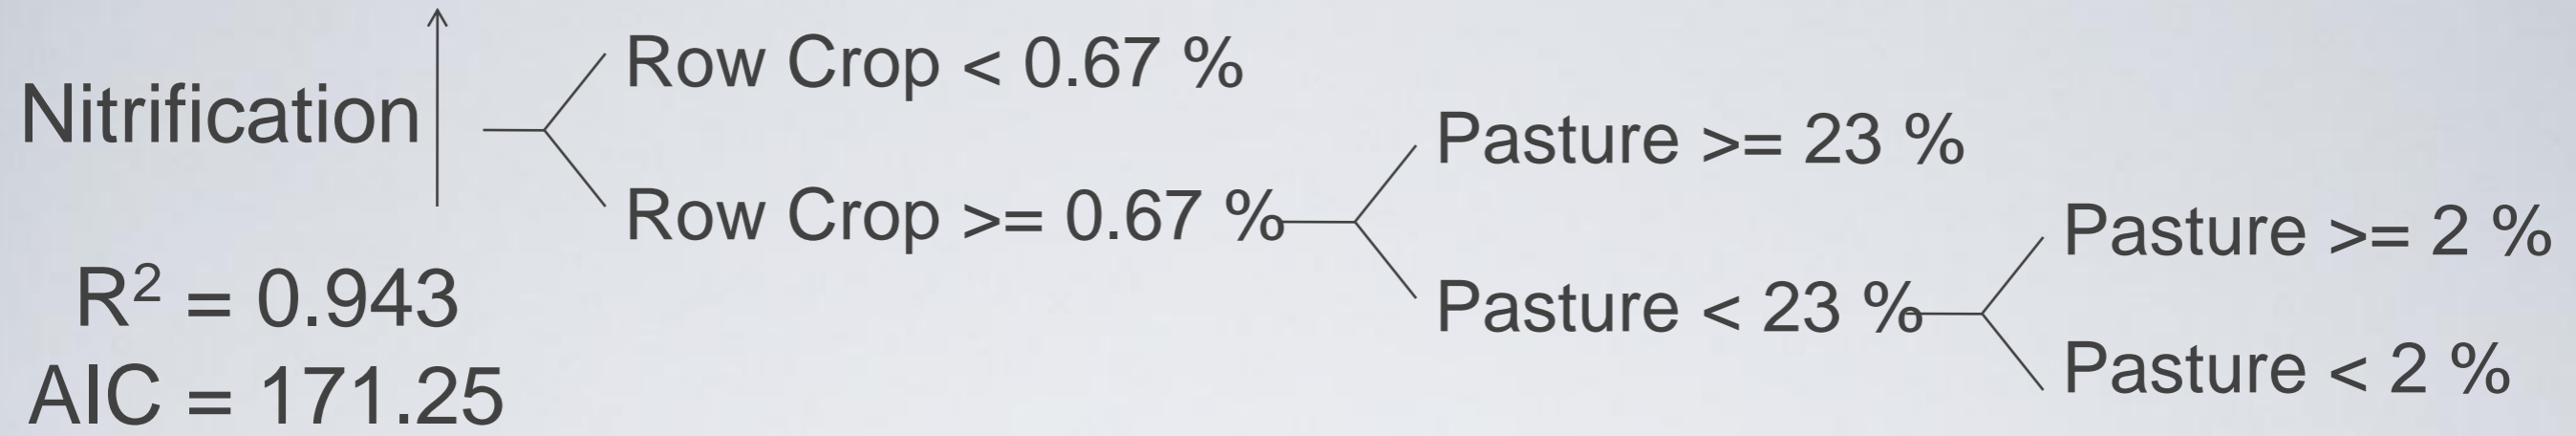 Nitrification
Row Crop < 0.67 %
Row Crop >= 0.67 %
Pasture >= 23 %
Pasture < 23 %
Pasture >= 2 %
Pasture < 2 %
R² = 0.943
AIC = 171.25